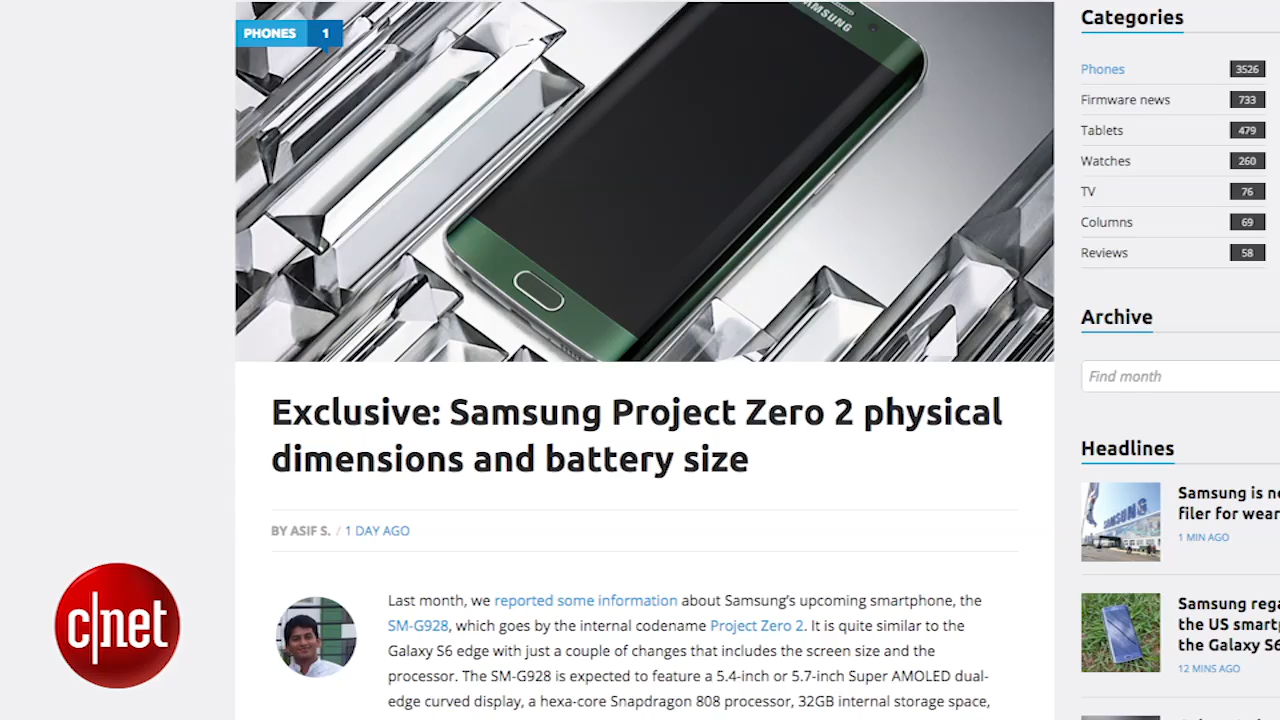 PHONES 1
SAMSUNG
Exclusive: Samsung Project Zero 2 physical
dimensions and battery size
BY ASIF S. / 1 DAY AGO
Last month, we reported some information about Samsung's upcoming smartphone, the
SM-G928, which goes by the internal codename Project Zero 2. It is quite similar to the
Galaxy S6 edge with just a couple of changes that includes the screen size and the
processor. The SM-G928 is expected to feature a 5.4-inch or 5.7-inch Super AMOLED dual-
edge curved display, a hexa-core Snapdragon 808 processor, 32GB internal storage space,
c|net
Categories
Phones 3526
Firmware news 733
Tablets 479
Watches 260
TV 76
Columns 69
Reviews 58
Archive
Find month
Headlines
SAMSUNG
Samsung is
filer for wear
1 MIN AGO
Samsung
the US
the Galaxy S6
12 MINS AGO